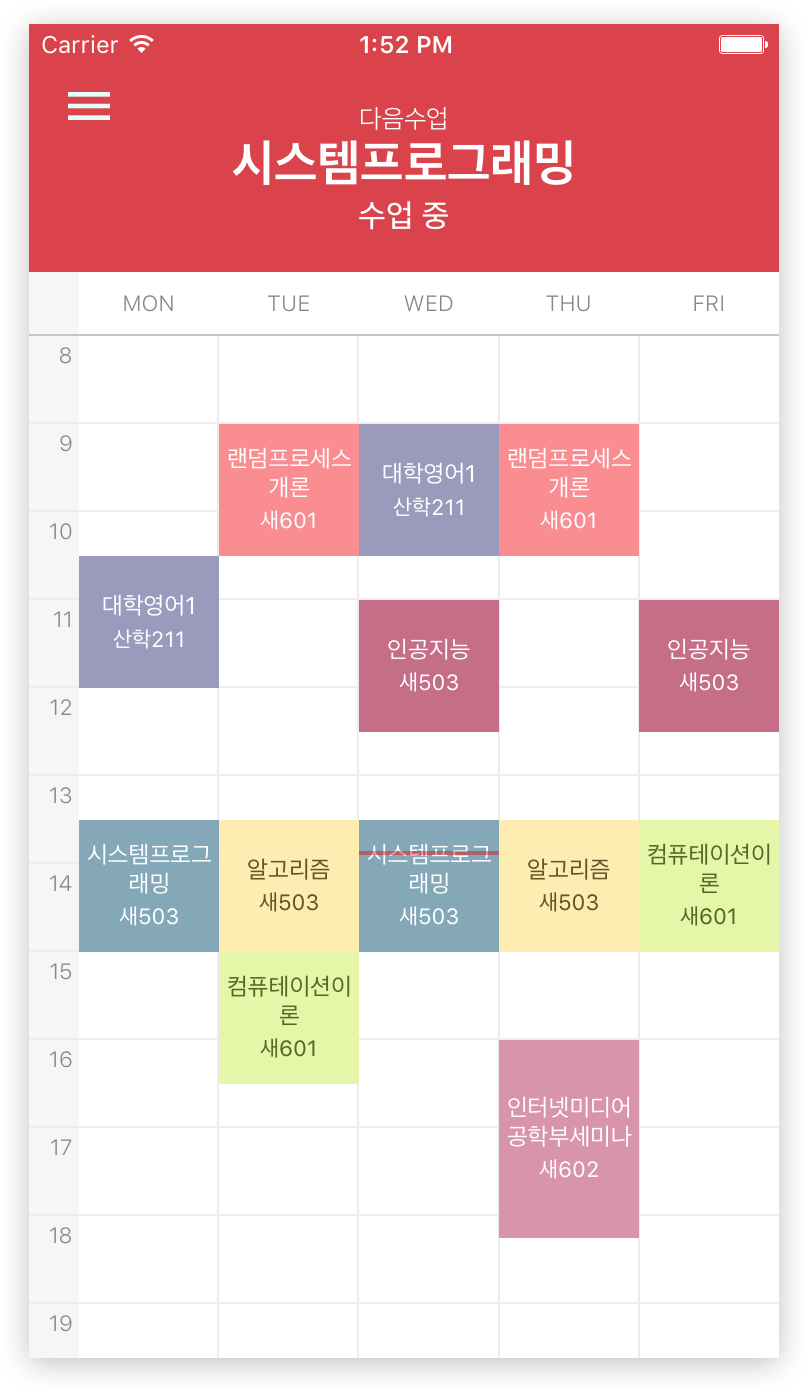 Carrier 1:52 PM
다음수업
시스템프로그래밍
수업 중
MON TUE WED THU FRI
8
9
랜덤프로세스
개론
새601
대학영어1
산학211
랜덤프로세스
개론
새601
10
대학영어1
산학211
11
인공지능
새503
인공지능
새503
12
13
시스템프로그
래밍
새503
알고리즘
새503
시스템프로그
래밍
새503
알고리즘
새503
컴퓨테이션이
론
새601
14
15
컴퓨테이션이
론
새601
16
인터넷미디어
공학부세미나
새602
17
18
19